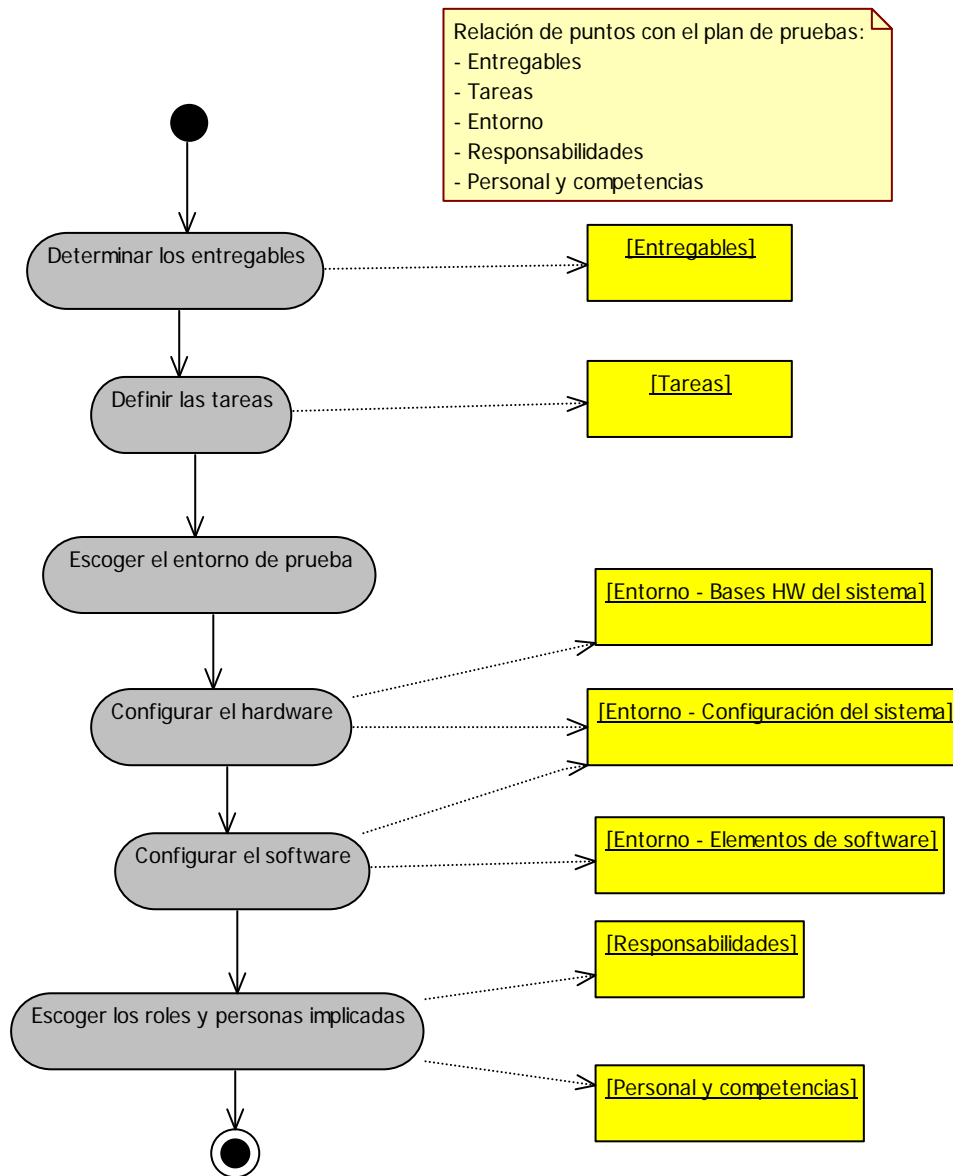 Relación de puntos con el plan de pruebas:
- Entregables
- Tareas
- Entorno
- Responsabilidades
- Personal y competencias
Determinar los entregables
[Entregables]
Definir las tareas
[Tareas]
Escoger el entorno de prueba
[Entorno - Bases HW del sistema]
Configurar el hardware
[Entorno - Configuración del sistema]
Configurar el software
[Entorno - Elementos de software]
[Responsabilidades]
Escoger los roles y personas implicadas
[Personal y competencias]